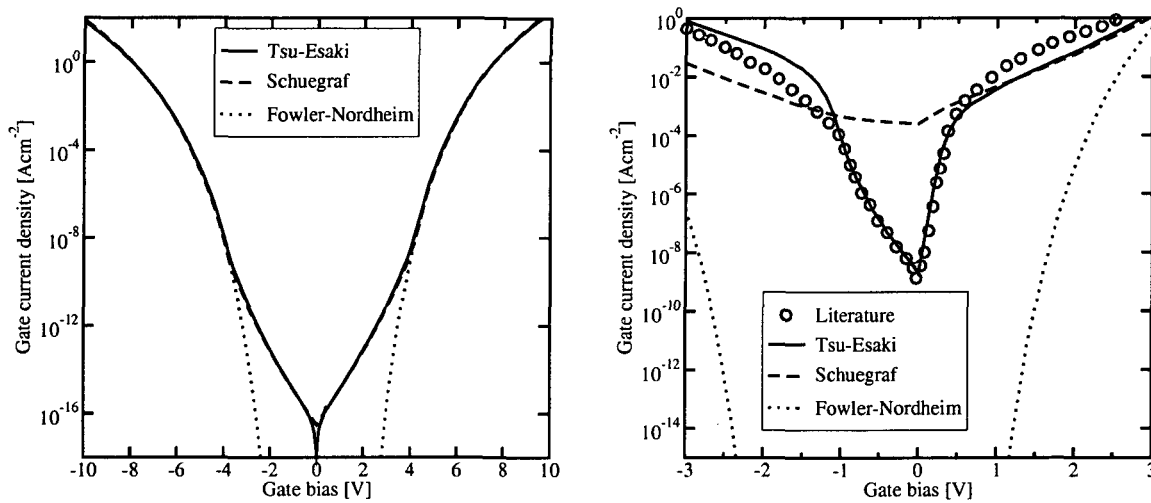 Tsu-Esaki
Schuegraf
Fowler-Nordheim
10^0
10^-4
10^-8
10^-12
10^-16
-10 -8 -6 -4 -2 0 2 4 6 8 10
Gate current density [Acm^-2]
Gate bias [V]
Literature
Tsu-Esaki
Schuegraf
Fowler-Nordheim
10^0
10^-2
10^-4
10^-6
10^-8
10^-10
10^-12
10^-14
-3 -2 -1 0 1 2 3
Gate current density [Acm^-2]
Gate bias [V]